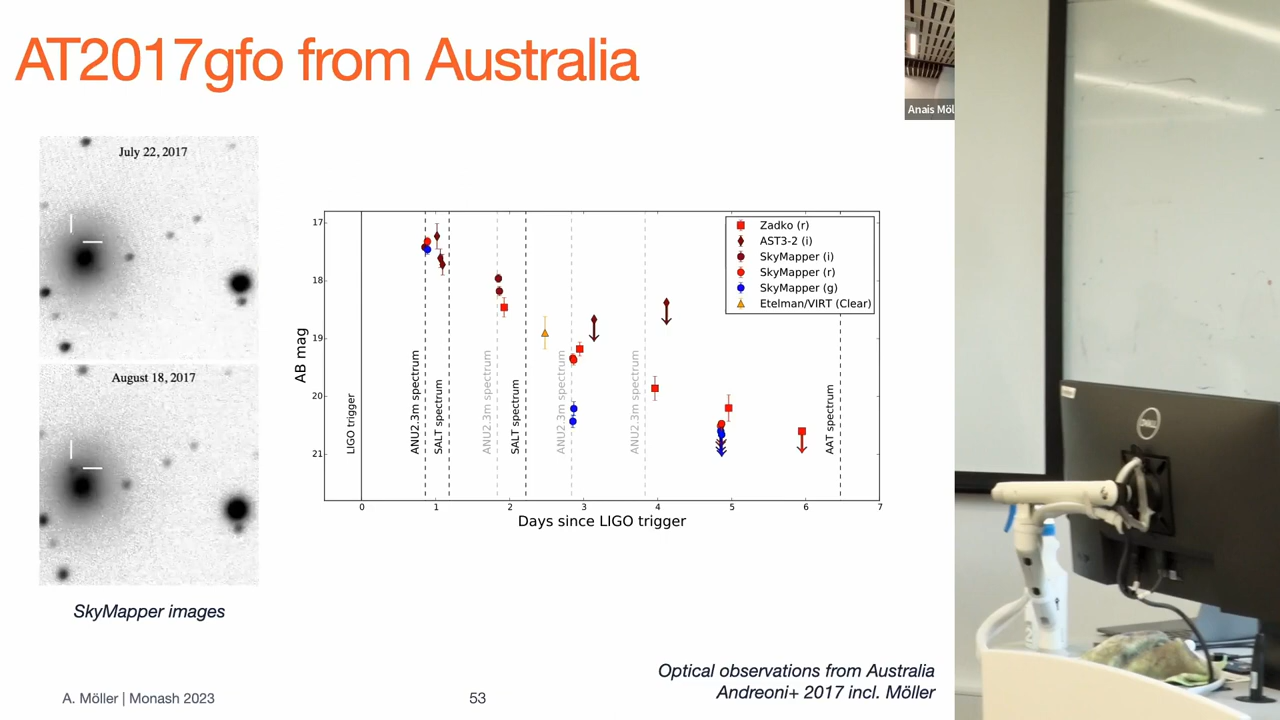 AT2017gfo from Australia
Anais Möl
July 22, 2017
August 18, 2017
SkyMapper images
17
18
19
20
21
AB mag
LIGO trigger
ANU2.3m spectrum
SALT spectrum
ANU2.3m spectrum
SALT spectrum
ANU2.3m spectrum
ANU2.3m spectrum
AAT spectrum
Zadko (r)
AST3-2 (i)
SkyMapper (i)
SkyMapper (r)
SkyMapper (g)
Etelman/VIRT (Clear)
0 1 2 3 4 5 6 7
Days since LIGO trigger
Optical observations from Australia
Andreoni+ 2017 incl. Möller
A. Möller | Monash 2023
53
DELL